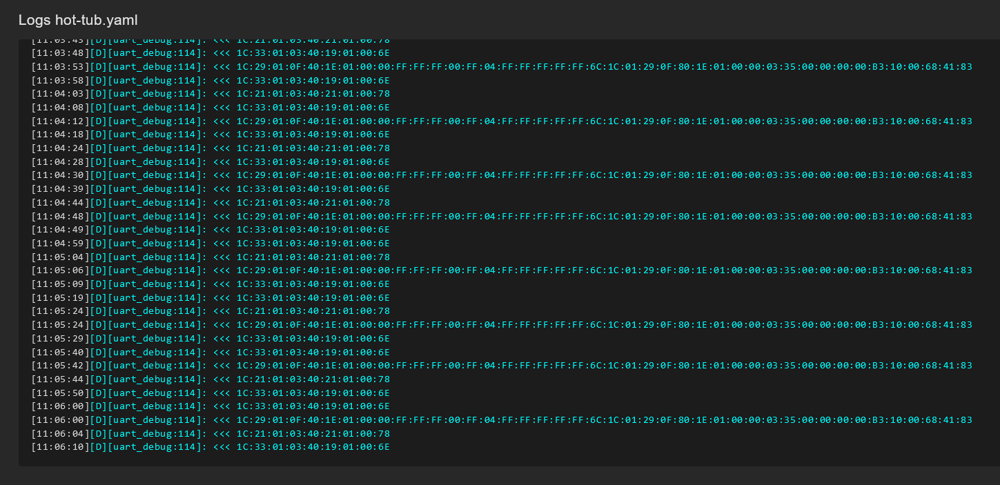 Logs hot-tub.yaml
[11:03:43][D][uart_debug:114]: <<< 1C:21:01:03:40:21:01:00:78
[11:03:48][D][uart_debug:114]: <<< 1C:33:01:03:40:19:01:00:6E
[11:03:53][D][uart_debug:114]: <<< 1C:29:01:0F:40:1E:01:00:00:FF:FF:FF:00:FF:04:FF:FF:FF:FF:FF:6C:1C:01:29:0F:80:1E:01:00:00:03:35:00:00:00:00:B3:10:00:68:41:83
[11:03:58][D][uart_debug:114]: <<< 1C:33:01:03:40:19:01:00:6E
[11:04:03][D][uart_debug:114]: <<< 1C:21:01:03:40:21:01:00:78
[11:04:08][D][uart_debug:114]: <<< 1C:33:01:03:40:19:01:00:6E
[11:04:12][D][uart_debug:114]: <<< 1C:29:01:0F:40:1E:01:00:00:FF:FF:FF:00:FF:04:FF:FF:FF:FF:FF:6C:1C:01:29:0F:80:1E:01:00:00:03:35:00:00:00:00:B3:10:00:68:41:83
[11:04:18][D][uart_debug:114]: <<< 1C:33:01:03:40:19:01:00:6E
[11:04:24][D][uart_debug:114]: <<< 1C:21:01:03:40:21:01:00:78
[11:04:28][D][uart_debug:114]: <<< 1C:33:01:03:40:19:01:00:6E
[11:04:30][D][uart_debug:114]: <<< 1C:29:01:0F:40:1E:01:00:00:FF:FF:FF:00:FF:04:FF:FF:FF:FF:FF:6C:1C:01:29:0F:80:1E:01:00:00:03:35:00:00:00:00:B3:10:00:68:41:83
[11:04:39][D][uart_debug:114]: <<< 1C:33:01:03:40:19:01:00:6E
[11:04:44][D][uart_debug:114]: <<< 1C:21:01:03:40:21:01:00:78
[11:04:48][D][uart_debug:114]: <<< 1C:29:01:0F:40:1E:01:00:00:FF:FF:FF:00:FF:04:FF:FF:FF:FF:FF:6C:1C:01:29:0F:80:1E:01:00:00:03:35:00:00:00:00:B3:10:00:68:41:83
[11:04:49][D][uart_debug:114]: <<< 1C:33:01:03:40:19:01:00:6E
[11:04:59][D][uart_debug:114]: <<< 1C:33:01:03:40:19:01:00:6E
[11:05:04][D][uart_debug:114]: <<< 1C:21:01:03:40:21:01:00:78
[11:05:06][D][uart_debug:114]: <<< 1C:29:01:0F:40:1E:01:00:00:FF:FF:FF:00:FF:04:FF:FF:FF:FF:FF:6C:1C:01:29:0F:80:1E:01:00:00:03:35:00:00:00:00:B3:10:00:68:41:83
[11:05:09][D][uart_debug:114]: <<< 1C:33:01:03:40:19:01:00:6E
[11:05:19][D][uart_debug:114]: <<< 1C:33:01:03:40:19:01:00:6E
[11:05:24][D][uart_debug:114]: <<< 1C:21:01:03:40:21:01:00:78
[11:05:24][D][uart_debug:114]: <<< 1C:29:01:0F:40:1E:01:00:00:FF:FF:FF:00:FF:04:FF:FF:FF:FF:FF:6C:1C:01:29:0F:80:1E:01:00:00:03:35:00:00:00:00:B3:10:00:68:41:83
[11:05:29][D][uart_debug:114]: <<< 1C:33:01:03:40:19:01:00:6E
[11:05:40][D][uart_debug:114]: <<< 1C:33:01:03:40:19:01:00:6E
[11:05:42][D][uart_debug:114]: <<< 1C:29:01:0F:40:1E:01:00:00:FF:FF:FF:00:FF:04:FF:FF:FF:FF:FF:6C:1C:01:29:0F:80:1E:01:00:00:03:35:00:00:00:00:B3:10:00:68:41:83
[11:05:44][D][uart_debug:114]: <<< 1C:21:01:03:40:21:01:00:78
[11:05:50][D][uart_debug:114]: <<< 1C:33:01:03:40:19:01:00:6E
[11:06:00][D][uart_debug:114]: <<< 1C:33:01:03:40:19:01:00:6E
[11:06:00][D][uart_debug:114]: <<< 1C:29:01:0F:40:1E:01:00:00:FF:FF:FF:00:FF:04:FF:FF:FF:FF:FF:6C:1C:01:29:0F:80:1E:01:00:00:03:35:00:00:00:00:B3:10:00:68:41:83
[11:06:04][D][uart_debug:114]: <<< 1C:21:01:03:40:21:01:00:78
[11:06:10][D][uart_debug:114]: <<< 1C:33:01:03:40:19:01:00:6E